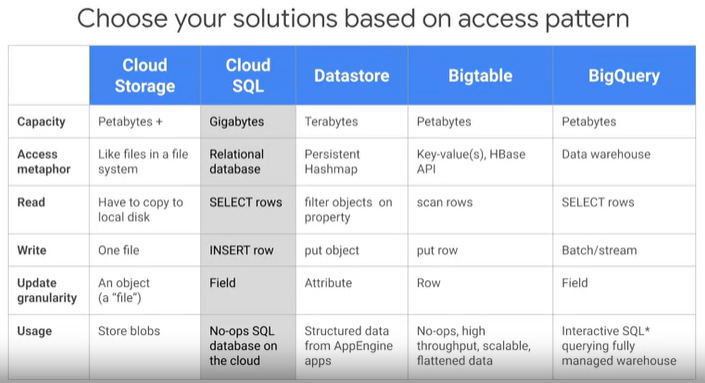 Choose your solutions based on access pattern
Cloud Storage Cloud SQL Datastore Bigtable BigQuery
Capacity Petabytes + Gigabytes Terabytes Petabytes Petabytes
Access metaphor Like files in a file system Relational database Persistent Hashmap Key-value(s), HBase API Data warehouse
Read Have to copy to local disk SELECT rows filter objects on property scan rows SELECT rows
Write One file INSERT row put object put row Batch/stream
Update granularity An object (a “file”) Field Attribute Row Field
Usage Store blobs No-ops SQL database on the cloud Structured data from AppEngine apps No-ops, high throughput, scalable, flattened data Interactive SQL* querying fully managed warehouse